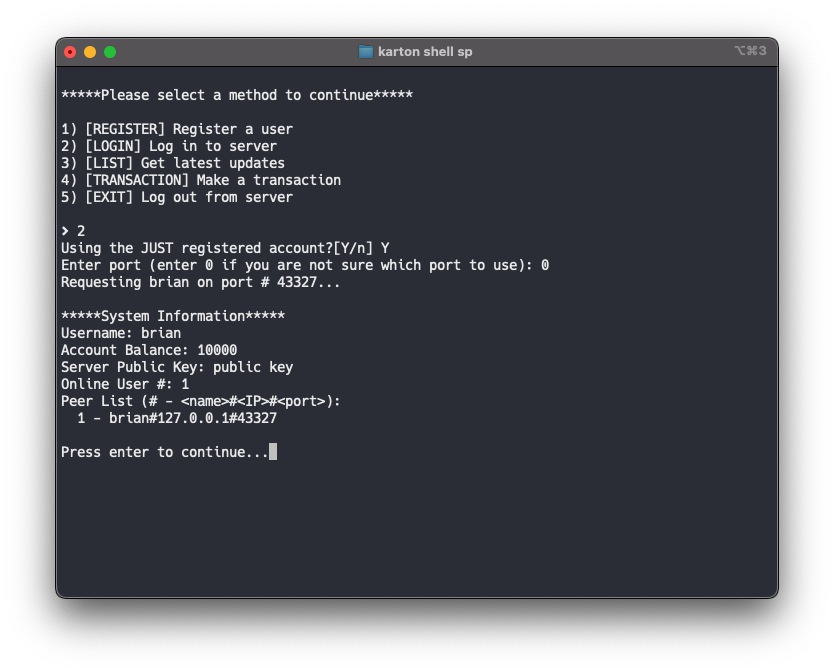 karton shell sp
⌥⌘3
*****Please select a method to continue*****
1) [REGISTER] Register a user
2) [LOGIN] Log in to server
3) [LIST] Get latest updates
4) [TRANSACTION] Make a transaction
5) [EXIT] Log out from server
> 2
Using the JUST registered account?[Y/n] Y
Enter port (enter 0 if you are not sure which port to use): 0
Requesting brian on port # 43327...
*****System Information*****
Username: brian
Account Balance: 10000
Server Public Key: public key
Online User #: 1
Peer List (# - <name>#<IP>#<port>):
  1 - brian#127.0.0.1#43327
Press enter to continue...